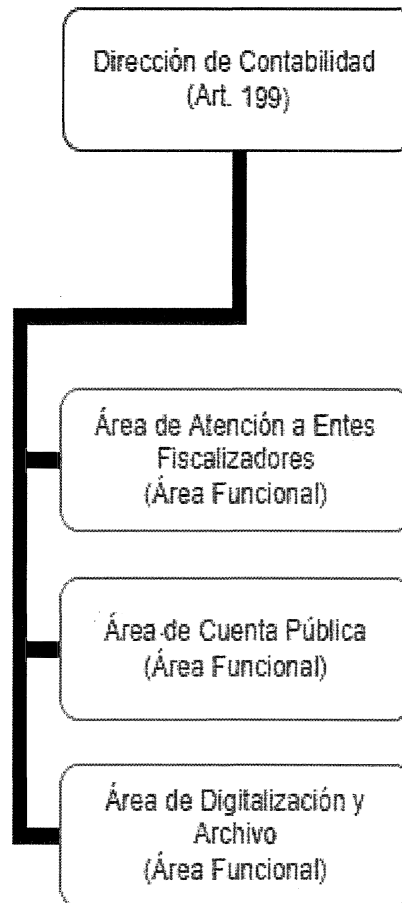 Dirección de Contabilidad
(Art. 199)
Área de Atención a Entes
Fiscalizadores
(Área Funcional)
Área de Cuenta Pública
(Área Funcional)
Área de Digitalización y
Archivo
(Área Funcional)